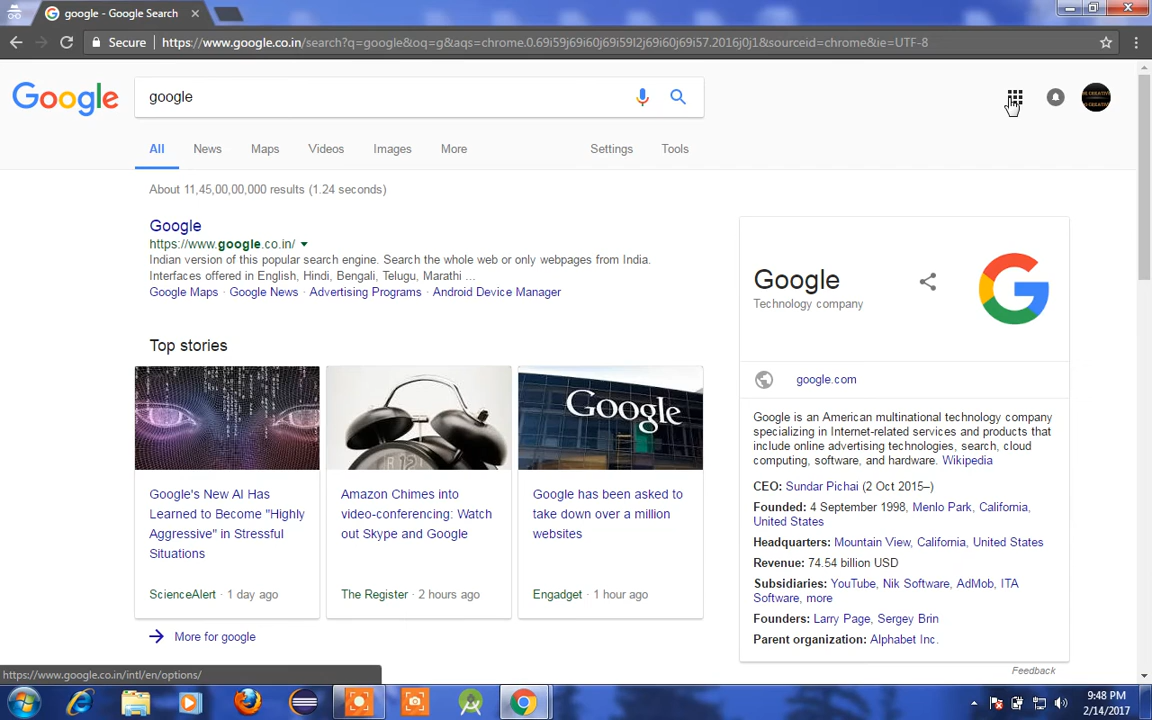 google - Google Search
Secure https://www.google.co.in/search?q=google&oq=g&aqs=chrome.0.69i59j69i60j69i59l2j69i60j69i57.2016j0j1&sourceid=chrome&ie=UTF-8
Google
google
All News Maps Videos Images More Settings Tools
About 11,45,00,00,000 results (1.24 seconds)
Google
https://www.google.co.in/
Indian version of this popular search engine. Search the whole web or only webpages from India.
Interfaces offered in English, Hindi, Bengali, Telugu, Marathi ...
Google Maps · Google News · Advertising Programs · Android Device Manager
Top stories
Google
Google's New AI Has
Learned to Become "Highly
Aggressive" in Stressful
Situations
ScienceAlert · 1 day ago
Amazon Chimes into
video-conferencing: Watch
out Skype and Google
The Register · 2 hours ago
Google has been asked to
take down over a million
websites
Engadget · 1 hour ago
More for google
Google
Technology company
google.com
Google is an American multinational technology company
specializing in Internet-related services and products that
include online advertising technologies, search, cloud
computing, software, and hardware. Wikipedia
CEO: Sundar Pichai (2 Oct 2015–)
Founded: 4 September 1998, Menlo Park, California,
United States
Headquarters: Mountain View, California, United States
Revenue: 74.54 billion USD
Subsidiaries: YouTube, Nik Software, AdMob, ITA
Software, more
Founders: Larry Page, Sergey Brin
Parent organization: Alphabet Inc.
Feedback
https://www.google.co.in/intl/en/options/
9:48 PM
2/14/2017